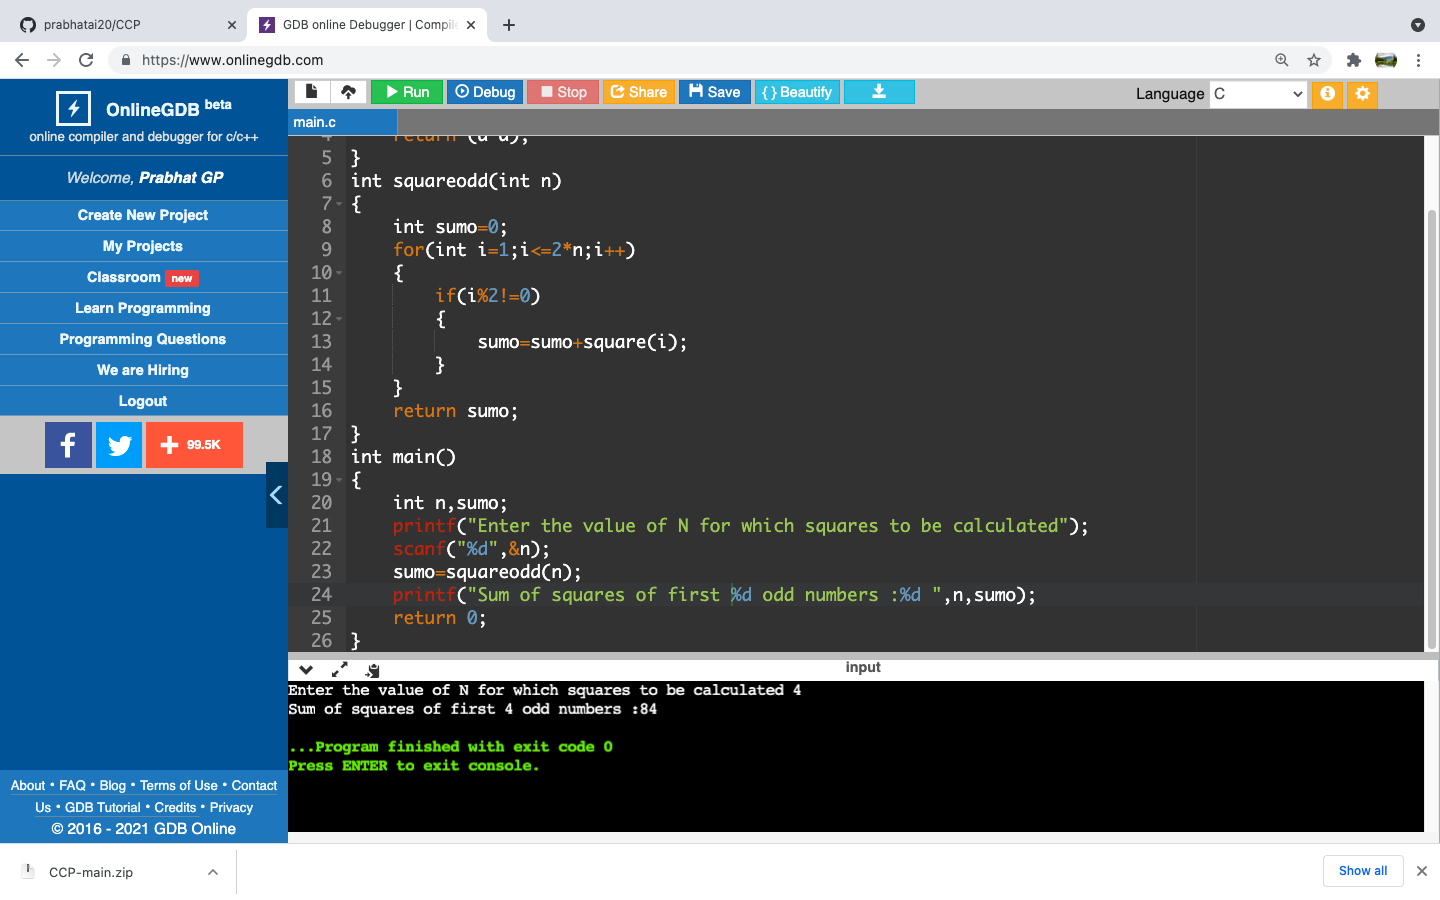 prabhatai20/CCP
GDB online Debugger | Compile
https://www.onlinegdb.com
OnlineGDB beta
online compiler and debugger for c/c++
Welcome, Prabhat GP
Create New Project
My Projects
Classroom new
Learn Programming
Programming Questions
We are Hiring
Logout
99.5K
About • FAQ • Blog • Terms of Use • Contact
Us • GDB Tutorial • Credits • Privacy
© 2016 - 2021 GDB Online
Run Debug Stop Share Save { } Beautify Language C
main.c
4 return (a*a);
5 }
6 int squareodd(int n)
7 {
8 int sumo=0;
9 for(int i=1;i<=2*n;i++)
10 {
11 if(i%2!=0)
12 {
13 sumo=sumo+square(i);
14 }
15 }
16 return sumo;
17 }
18 int main()
19 {
20 int n,sumo;
21 printf("Enter the value of N for which squares to be calculated");
22 scanf("%d",&n);
23 sumo=squareodd(n);
24 printf("Sum of squares of first %d odd numbers :%d ",n,sumo);
25 return 0;
26 }
input
Enter the value of N for which squares to be calculated 4
Sum of squares of first 4 odd numbers :84
...Program finished with exit code 0
Press ENTER to exit console.
CCP-main.zip
Show all